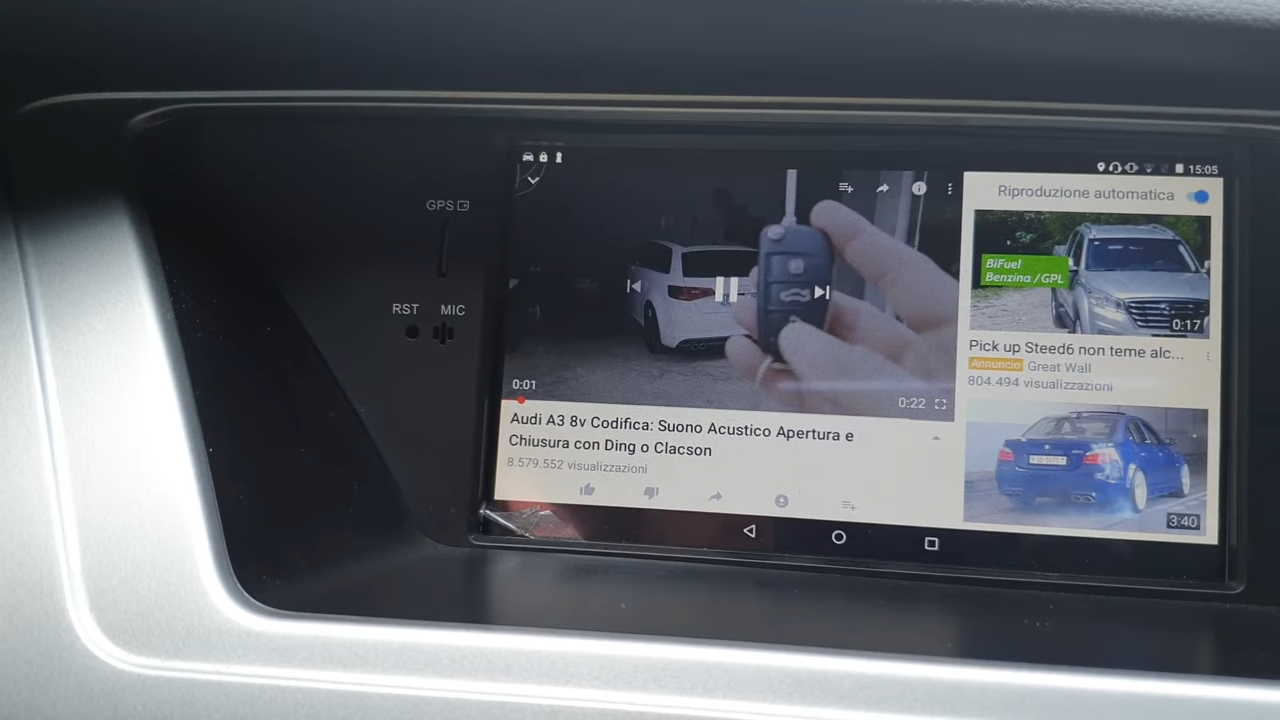 15:05
GPS
RST MIC
Riproduzione automatica
BiFuel
Benzina /GPL
0:17
Pick up Steed6 non teme alc...
Annuncio Great Wall
804.494 visualizzazioni
3:40
0:01
0:22
Audi A3 8v Codifica: Suono Acustico Apertura e
Chiusura con Ding o Clacson
8.579.552 visualizzazioni